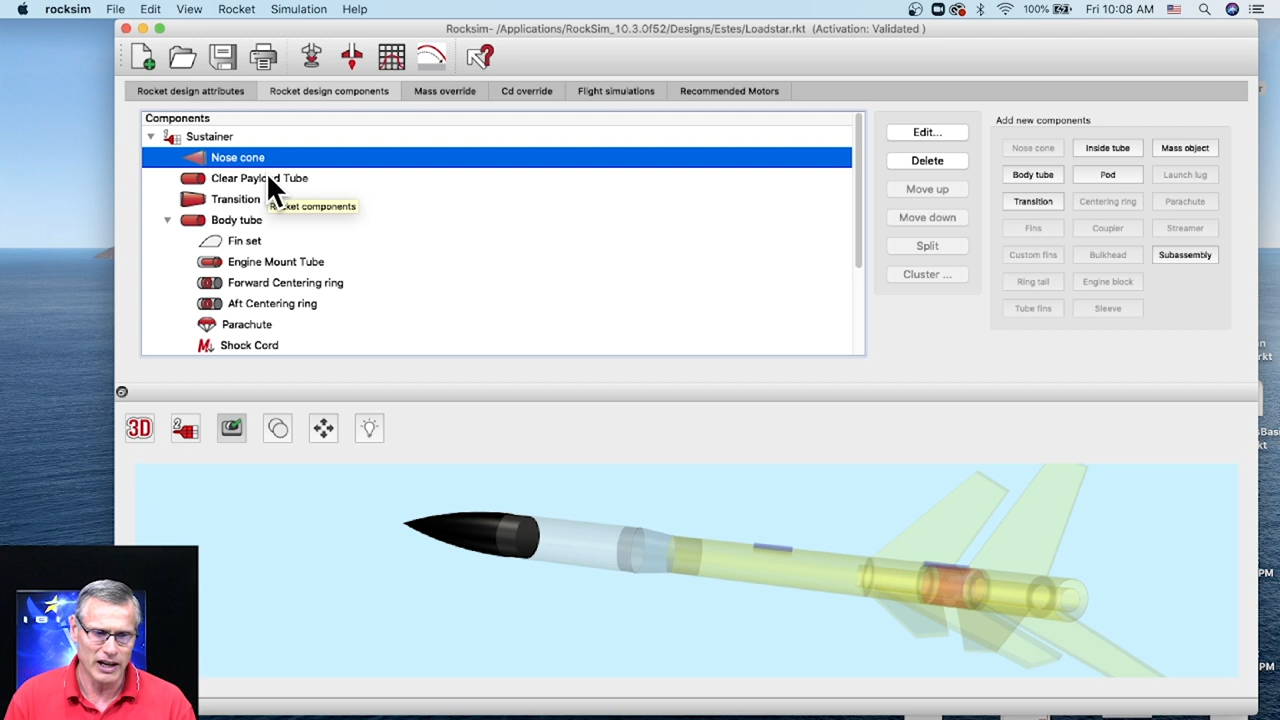 rocksim File Edit View Rocket Simulation Help 100% Fri 10:08 AM
Rocksim- /Applications/RockSim_10.3.0f52/Designs/Estes/Loadstar.rkt (Activation: Validated )
Rocket design attributes Rocket design components Mass override Cd override Flight simulations Recommended Motors
Components
Sustainer
Nose cone
Clear Payload Tube
Transition
Rocket components
Body tube
Fin set
Engine Mount Tube
Forward Centering ring
Aft Centering ring
Parachute
Shock Cord
Edit...
Delete
Move up
Move down
Split
Cluster ...
Add new components
Nose cone Inside tube Mass object
Body tube Pod Launch lug
Transition Centering ring Parachute
Fins Coupler Streamer
Custom fins Bulkhead Subassembly
Ring tail Engine block
Tube fins Sleeve
3D
PM
PM